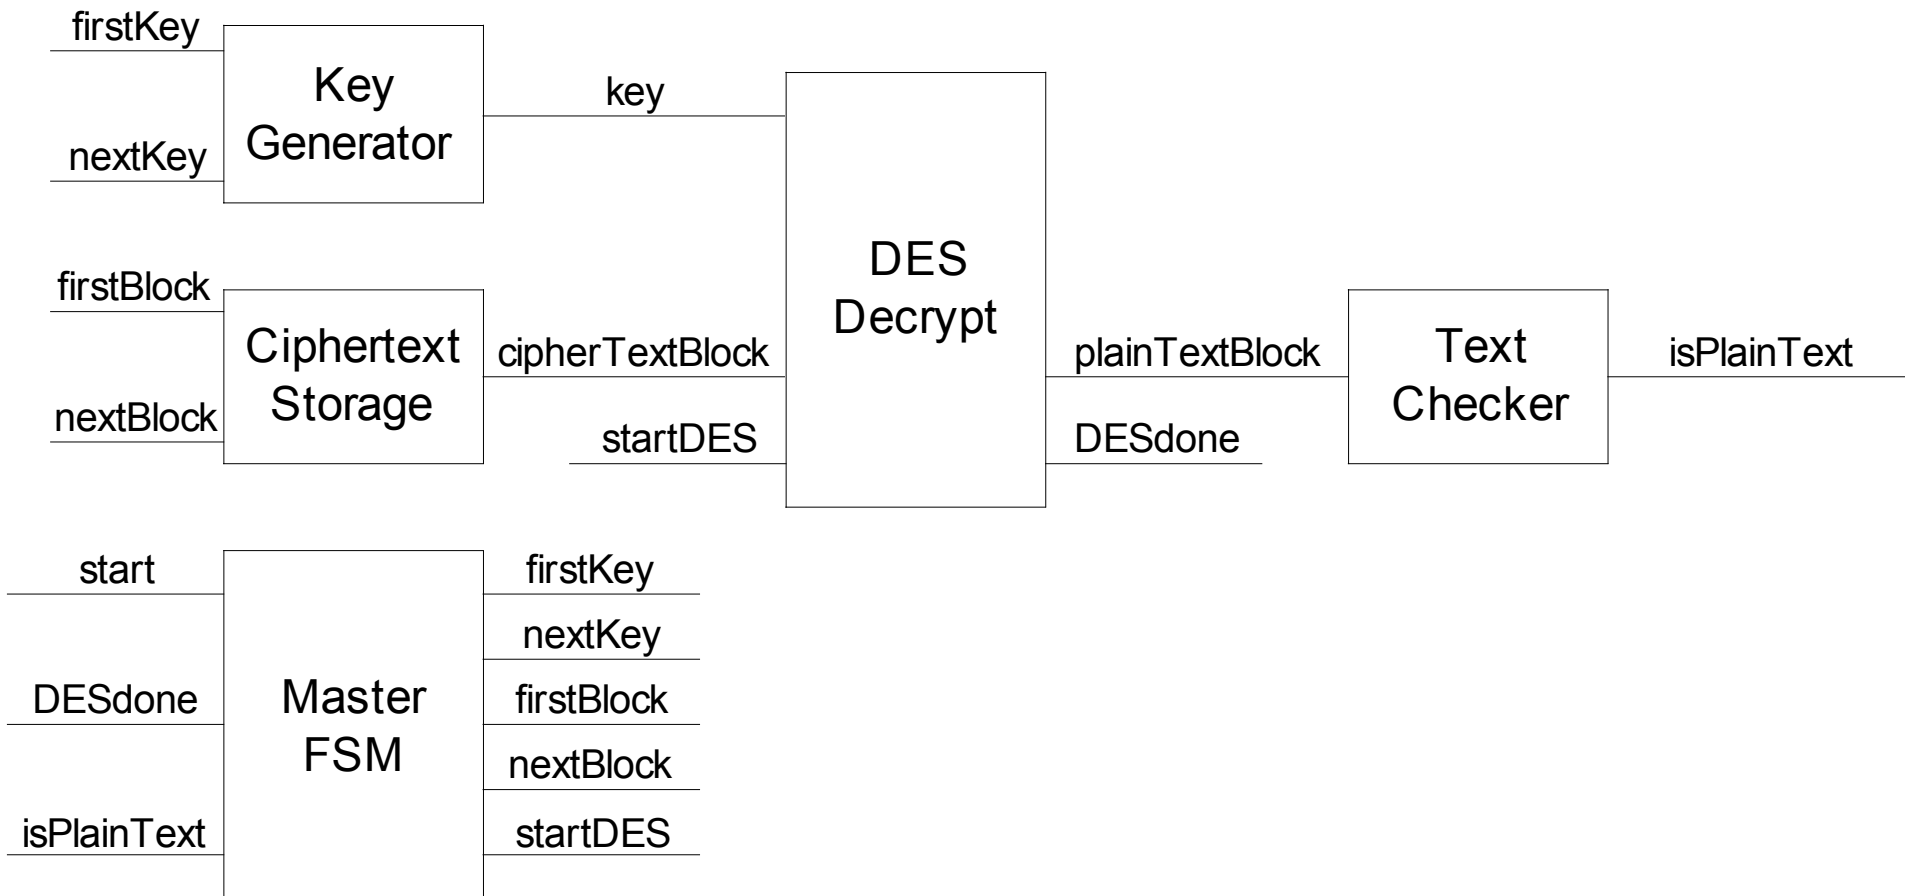 firstKey
nextKey
Key
Generator
key
firstBlock
nextBlock
Ciphertext
Storage
cipherTextBlock
startDES
DES
Decrypt
plainTextBlock
DESdone
Text
Checker
isPlainText
start
DESdone
isPlainText
Master
FSM
firstKey
nextKey
firstBlock
nextBlock
startDES